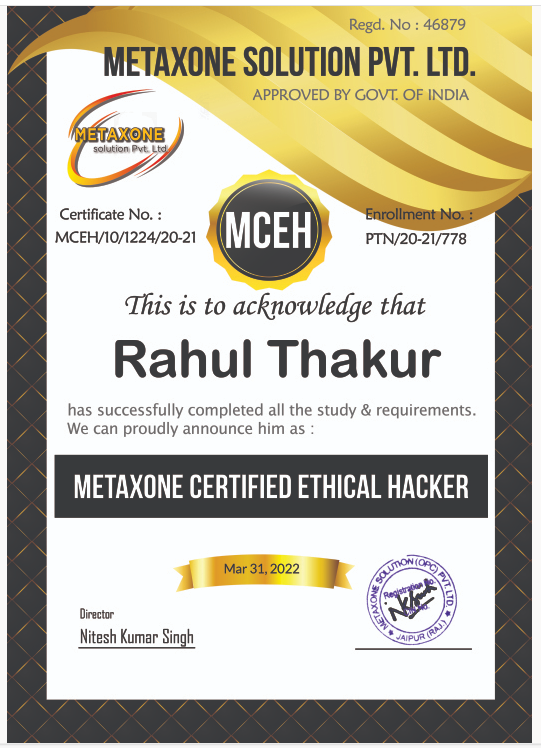 Regd. No : 46879
METAXONE SOLUTION PVT. LTD.
APPROVED BY GOVT. OF INDIA
METAXONE
solution Pvt. Ltd
Certificate No. :
MCEH/10/1224/20-21
MCEH
Enrollment No. :
PTN/20-21/778
This is to acknowledge that
Rahul Thakur
has successfully completed all the study & requirements.
We can proudly announce him as :
METAXONE CERTIFIED ETHICAL HACKER
Mar 31, 2022
Director
Nitesh Kumar Singh
METAXONE SOLUTION (OPC) PVT.LTD.
Registration No.
JAIPUR (RAJ.)